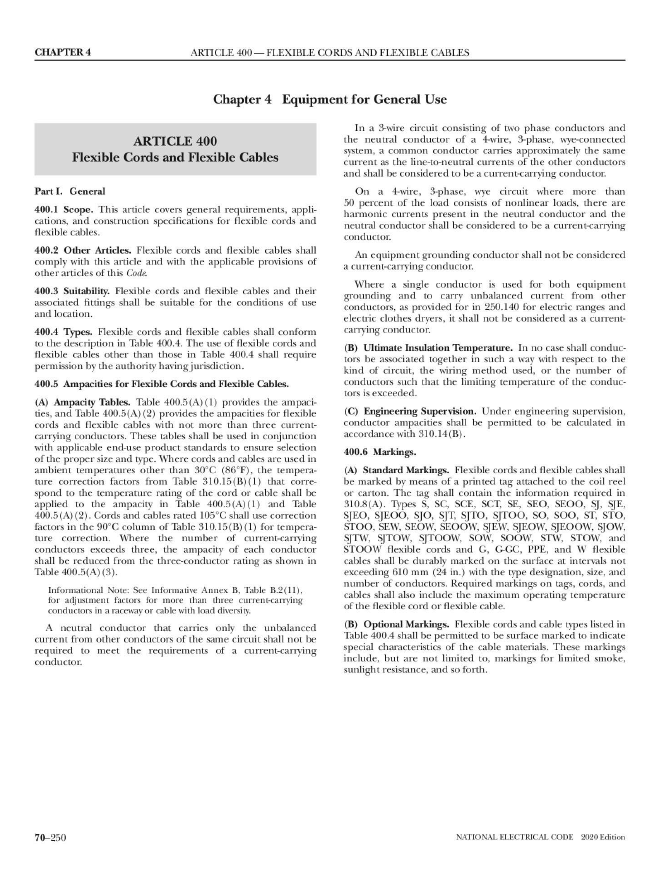 CHAPTER 4
ARTICLE 400 — FLEXIBLE CORDS AND FLEXIBLE CABLES
Chapter 4 Equipment for General Use
ARTICLE 400
Flexible Cords and Flexible Cables
Part I. General
400.1 Scope. This article covers general requirements, appli-
cations, and construction specifications for flexible cords and
flexible cables.
400.2 Other Articles. Flexible cords and flexible cables shall
comply with this article and with the applicable provisions of
other articles of this Code.
400.3 Suitability. Flexible cords and flexible cables and their
associated fittings shall be suitable for the conditions of use
and location.
400.4 Types. Flexible cords and flexible cables shall conform
to the description in Table 400.4. The use of flexible cords and
flexible cables other than those in Table 400.4 shall require
permission by the authority having jurisdiction.
400.5 Ampacities for Flexible Cords and Flexible Cables.
(A) Ampacity Tables. Table 400.5(A)(1) provides the ampaci-
ties, and Table 400.5(A)(2) provides the ampacities for flexible
cords and flexible cables with not more than three current-
carrying conductors. These tables shall be used in conjunction
with applicable end-use product standards to ensure selection
of the proper size and type. Where cords and cables are used in
ambient temperatures other than 30°C (86°F), the tempera-
ture correction factors from Table 310.15(B)(1) that corre-
spond to the temperature rating of the cord or cable shall be
applied to the ampacity in Table 400.5(A)(1) and Table
400.5(A)(2). Cords and cables rated 105°C shall use correction
factors in the 90°C column of Table 310.15(B)(1) for tempera-
ture correction. Where the number of current-carrying
conductors exceeds three, the ampacity of each conductor
shall be reduced from the three-conductor rating as shown in
Table 400.5(A)(3).
Informational Note: See Informative Annex B, Table B.2(11),
for adjustment factors for more than three current-carrying
conductors in a raceway or cable with load diversity.
A neutral conductor that carries only the unbalanced
current from other conductors of the same circuit shall not be
required to meet the requirements of a current-carrying
conductor.
In a 3-wire circuit consisting of two phase conductors and
the neutral conductor of a 4-wire, 3-phase, wye-connected
system, a common conductor carries approximately the same
current as the line-to-neutral currents of the other conductors
and shall be considered to be a current-carrying conductor.
On a 4-wire, 3-phase, wye circuit where more than
50 percent of the load consists of nonlinear loads, there are
harmonic currents present in the neutral conductor and the
neutral conductor shall be considered to be a current-carrying
conductor.
An equipment grounding conductor shall not be considered
a current-carrying conductor.
Where a single conductor is used for both equipment
grounding and to carry unbalanced current from other
conductors, as provided for in 250.140 for electric ranges and
electric clothes dryers, it shall not be considered as a current-
carrying conductor.
(B) Ultimate Insulation Temperature. In no case shall conduc-
tors be associated together in such a way with respect to the
kind of circuit, the wiring method used, or the number of
conductors such that the limiting temperature of the conduc-
tors is exceeded.
(C) Engineering Supervision. Under engineering supervision,
conductor ampacities shall be permitted to be calculated in
accordance with 310.14(B).
400.6 Markings.
(A) Standard Markings. Flexible cords and flexible cables shall
be marked by means of a printed tag attached to the coil reel
or carton. The tag shall contain the information required in
310.8(A). Types S, SC, SCE, SCT, SE, SEO, SEOO, SJ, SJE,
SJEO, SJEOO, SJO, SJT, SJTO, SJTOO, SO, SOO, ST, STO,
STOO, SEW, SEOW, SEOOW, SJEW, SJEOW, SJEOOW, SJOW,
SJTW, SJTOW, SJTOOW, SOW, SOOW, STW, STOW, and
STOOW flexible cords and G, G-GC, PPE, and W flexible
cables shall be durably marked on the surface at intervals not
exceeding 610 mm (24 in.) with the type designation, size, and
number of conductors. Required markings on tags, cords, and
cables shall also include the maximum operating temperature
of the flexible cord or flexible cable.
(B) Optional Markings. Flexible cords and cable types listed in
Table 400.4 shall be permitted to be surface marked to indicate
special characteristics of the cable materials. These markings
include, but are not limited to, markings for limited smoke,
sunlight resistance, and so forth.
70–250
NATIONAL ELECTRICAL CODE 2020 Edition